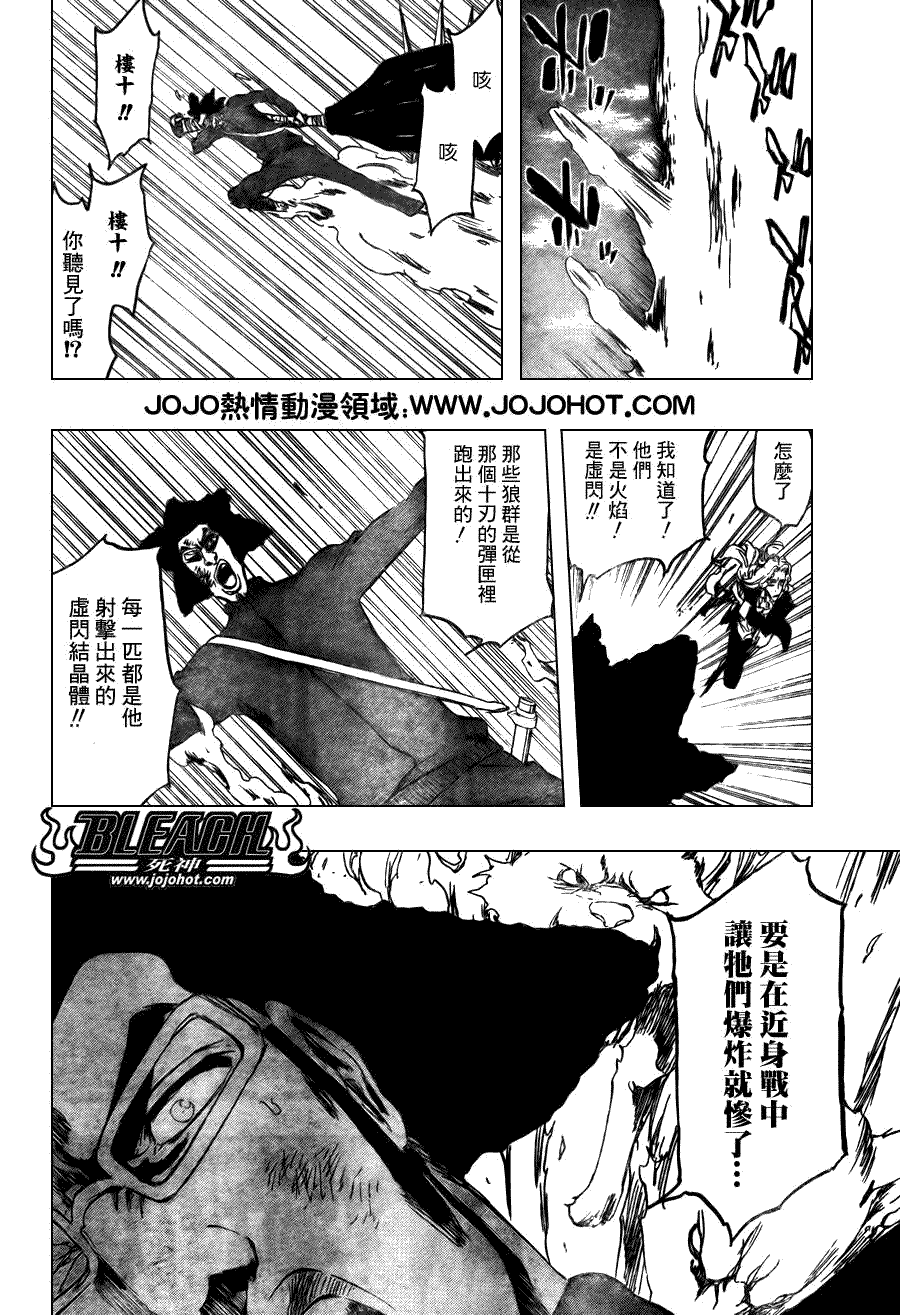 咳
咳
樓十!!
樓十!!
你聽見了嗎!?
JOJO熱情動漫領域:WWW.JOJOHOT.COM
怎麼了
我知道了！
他們
不是火焰！
是虛閃!!
那些狼群是從
那個十刃的彈匣裡
跑出來的！
每一匹都是他
射擊出來的
虛閃結晶體!!
BLEACH
死神
www.jojohot.com
要是在近身戰中
讓牠們爆炸就慘了…